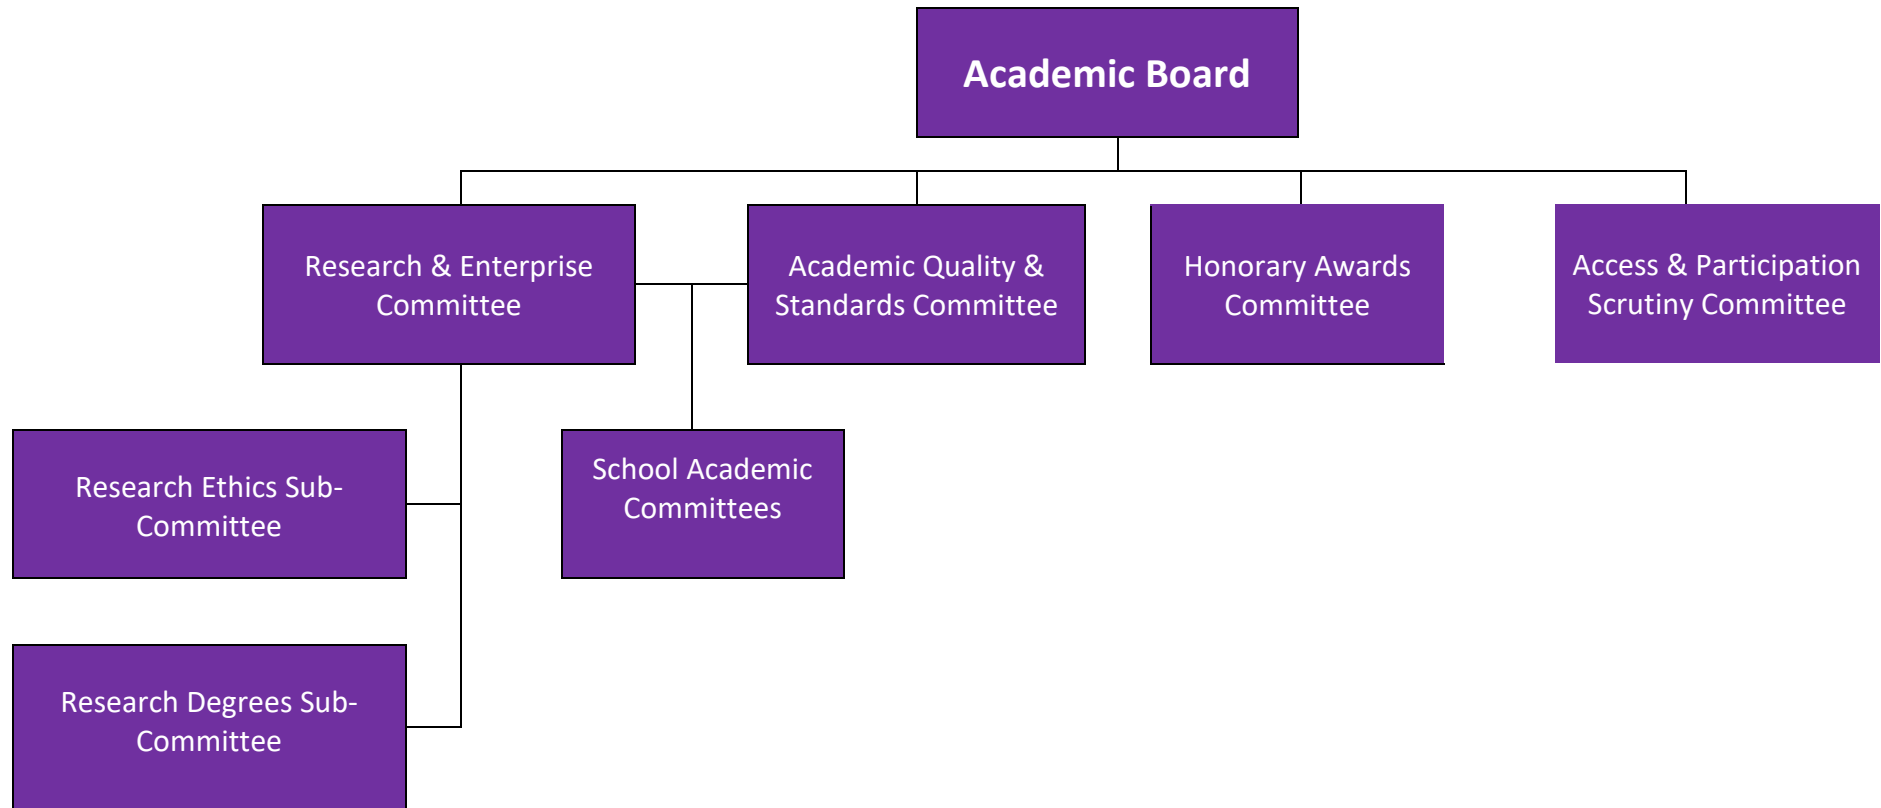 Academic Board
Research & Enterprise
Committee
Academic Quality &
Standards Committee
Honorary Awards
Committee
Access & Participation
Scrutiny Committee
Research Ethics Sub-
Committee
School Academic
Committees
Research Degrees Sub-
Committee